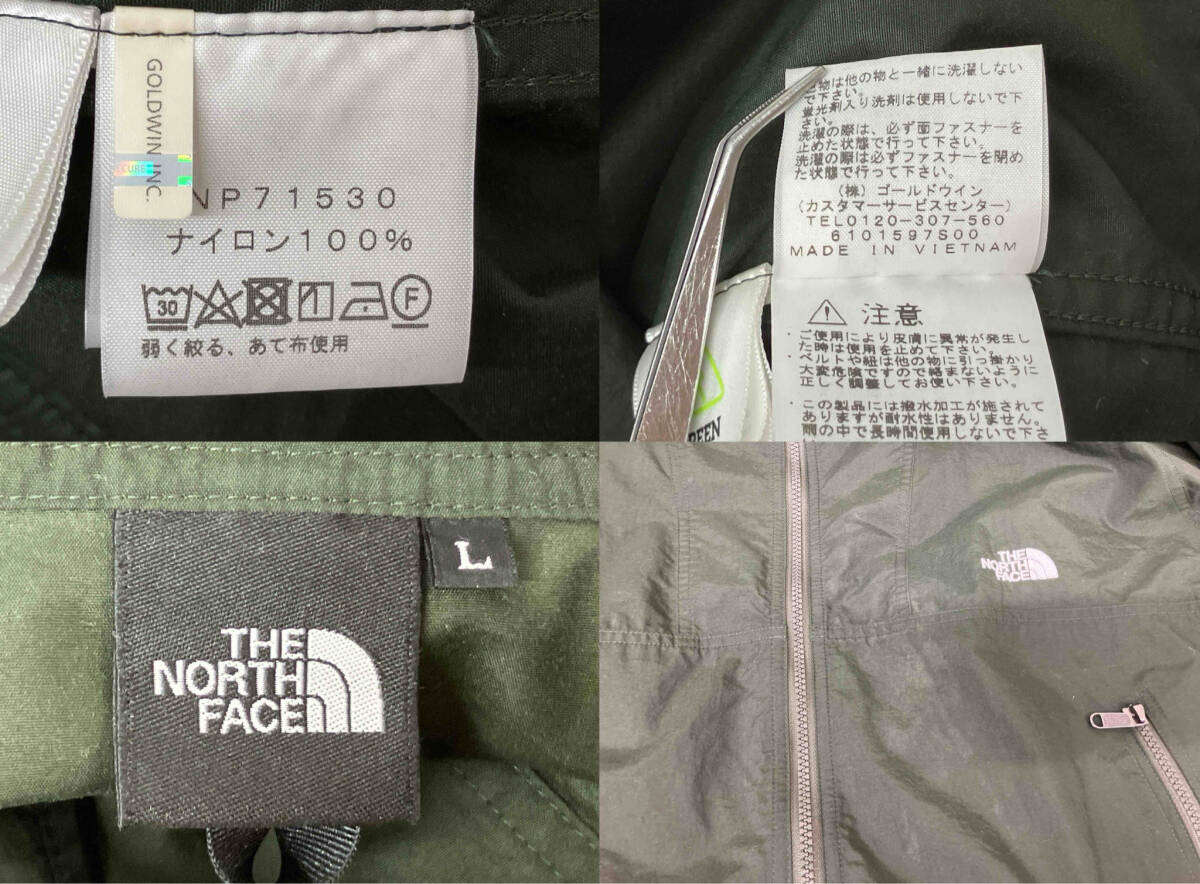 GOLDWIN INC.
NP71530
ナイロン100%
30
F
弱く絞る、あて布使用
物は他の物と一緒に洗濯しない
で下さい。
蛍光剤入り洗剤は使用しないで下
さい。
洗濯の際は、必ず面ファスナーを
止めた状態で行って下さい。
洗濯の際は必ずファスナーを閉め
た状態で行って下さい。
(株) ゴールドウイン
(カスタマーサービスセンター)
TEL0120-307-560
6101597S00
MADE IN VIETNAM
注意
・ご使用により皮膚に異常が発生し
た時は使用を止めて下さい。
・ベルトや紐は他の物に引っ掛かり
大変危険ですので絡まないように
正しく調整してお使い下さい。
・この製品には撥水加工が施されて
ありますが耐水性はありません。
雨の中で長時間使用しないで下さ
THE
NORTH
FACE
L
THE
NORTH
FACE